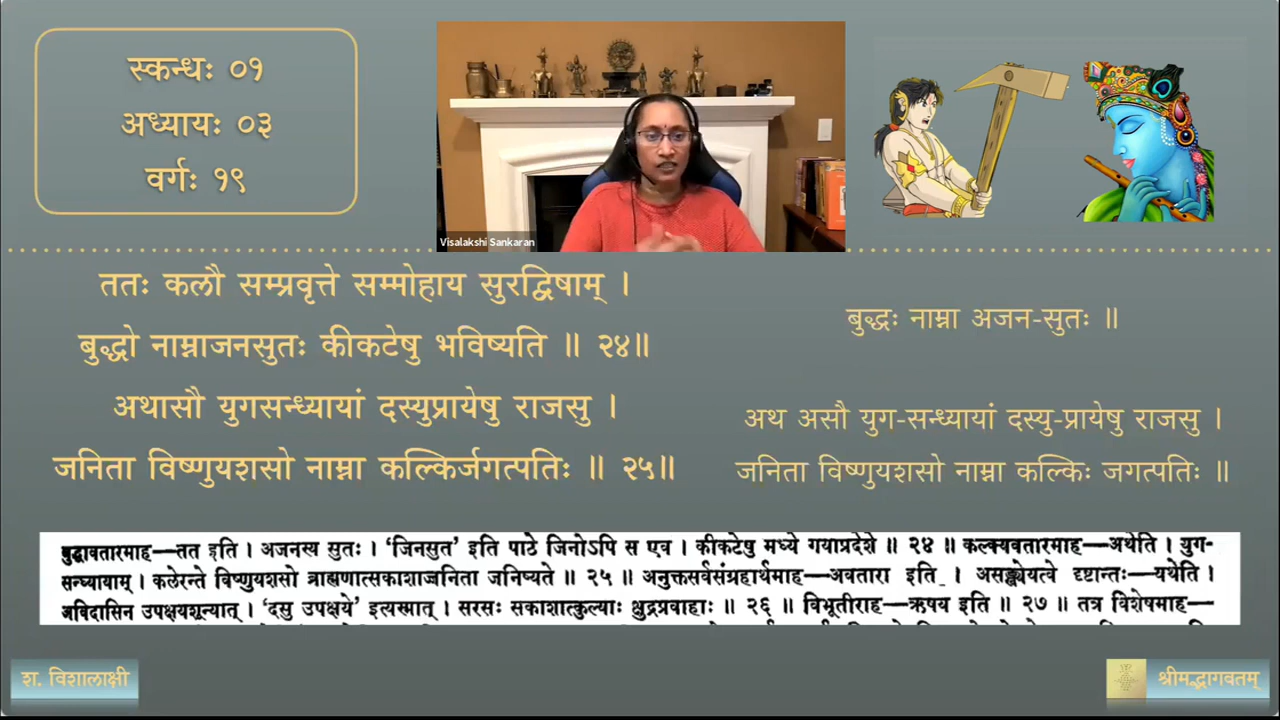 स्कन्धः ०१
अध्यायः ०३
वर्गः १९
Visalakshi Sankaran
ततः कलौ सम्प्रवृत्ते सम्मोहाय सुरद्विषाम् ।
बुद्धो नाम्नाजनसुतः कीकटेषु भविष्यति ॥ २४॥
अथासौ युगसन्ध्यायां दस्युप्रायेषु राजसु ।
जनिता विष्णुयशसो नाम्ना कल्किर्जगत्पतिः ॥ २५॥
बुद्धः नाम्ना अजन-सुतः ॥
अथ असौ युग-सन्ध्यायां दस्यु-प्रायेषु राजसु ।
जनिता विष्णुयशसो नाम्ना कल्किः जगत्पतिः ॥
बुद्धावतारमाह—तत इति । अजनस्य सुतः । ‘जिनसुत’ इति पाठे जिनोऽपि स एव । कीकटेषु मध्ये गयाप्रदेशे ॥ २४ ॥ कल्क्यवतारमाह—अथेति । युग-
सन्ध्यायाम् । कलेरन्ते विष्णुयशसो ब्राह्मणात्सकाशाज्जनिता जनिष्यते ॥ २५ ॥ अनुक्तसर्वसंग्रहार्थमाह—अवतारा इति । असङ्ख्येयत्वे दृष्टान्तः—यथेति ।
अविदासिन उपक्षयशून्यात् । ‘दसु उपक्षये’ इत्यस्मात् । सरसः सकाशात्कुल्याः क्षुद्रप्रवाहाः ॥ २६ ॥ विभूतीराह—ऋषय इति ॥ २७ ॥ तत्र विशेषमाह—
श. विशालाक्षी
श्रीमद्भागवतम्